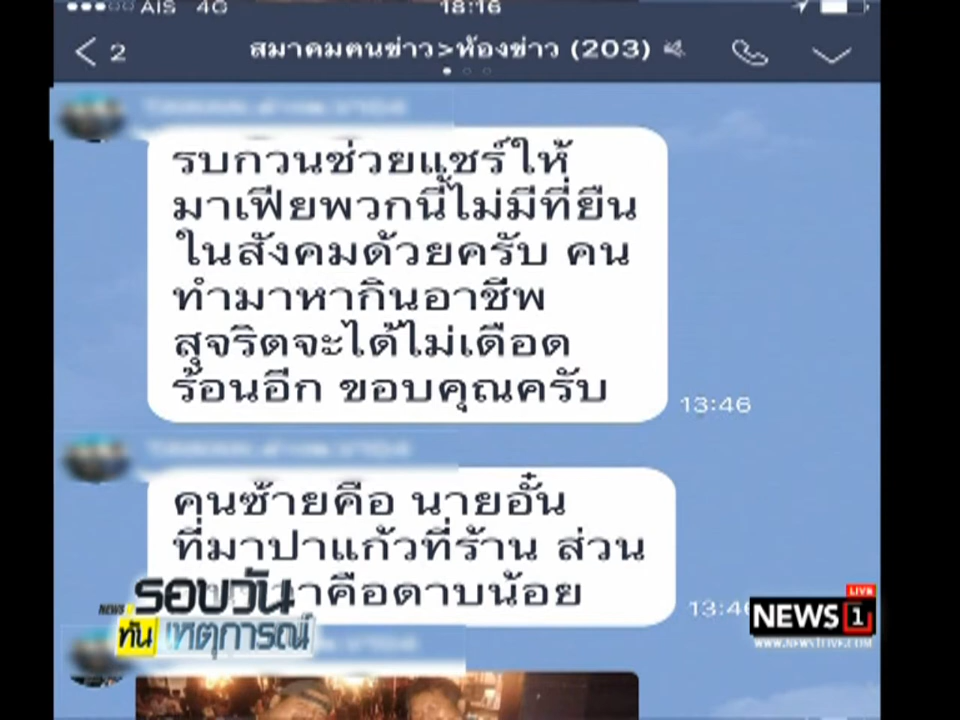 AIS 4G 18:16
2 สมาคมฅนข่าว>ห้องข่าว (203)
รบกวนช่วยแชร์ให้
มาเฟียพวกนี้ไม่มีที่ยืน
ในสังคมด้วยครับ คน
ทำมาหากินอาชีพ
สุจริตจะได้ไม่เดือด
ร้อนอีก ขอบคุณครับ
13:46
คนซ้ายคือ นายอั๋น
ที่มาปาแก้วที่ร้าน ส่วน
คือดาบน้อย
13:46
NEWS รอบวัน
ทัน เหตุการณ์
LIVE
NEWS 1
WWW.NEWS1LIVE.COM